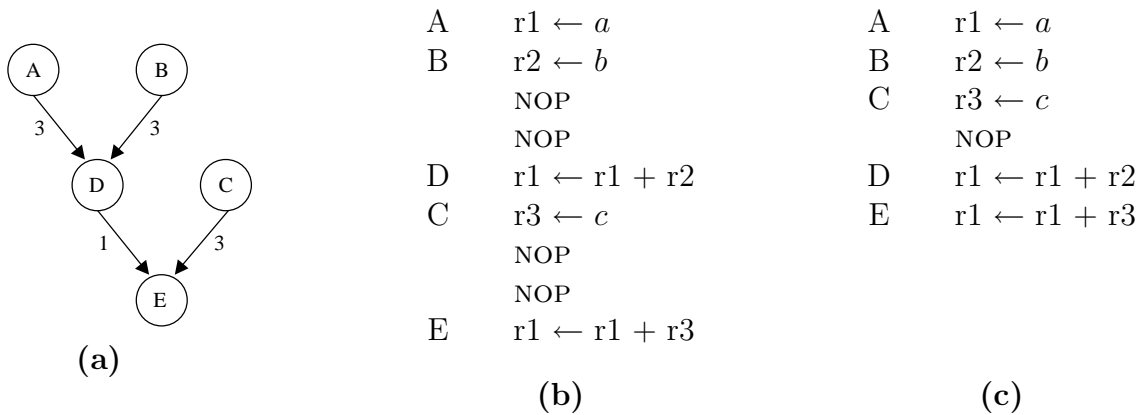 A
B
3
3
D
C
1
3
E
(a)
A r1 ← a
B r2 ← b
NOP
NOP
D r1 ← r1 + r2
C r3 ← c
NOP
NOP
E r1 ← r1 + r3
(b)
A r1 ← a
B r2 ← b
C r3 ← c
NOP
D r1 ← r1 + r2
E r1 ← r1 + r3
(c)